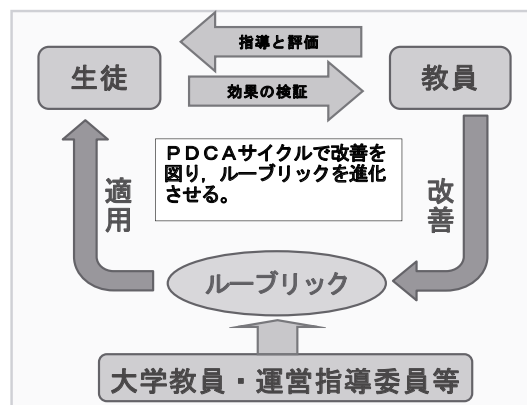 指導と評価
生徒
教員
効果の検証
PDCAサイクルで改善を
図り，ルーブリックを進化
させる。
適用
改善
ルーブリック
大学教員・運営指導委員等